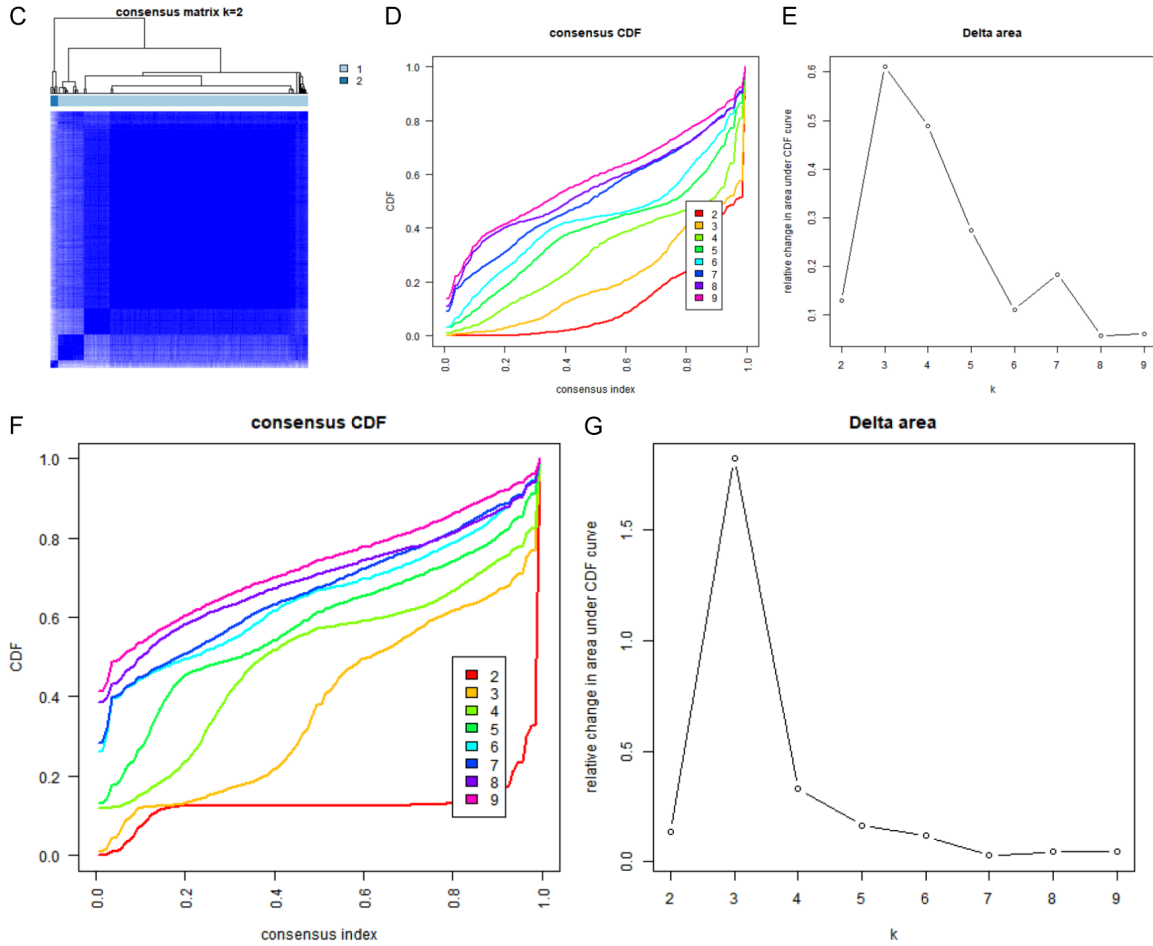 C
consensus matrix k=2
1
2
D
consensus CDF
CDF
1.0
0.8
0.6
0.4
0.2
0.0
2
3
4
5
6
7
8
9
0.0 0.2 0.4 0.6 0.8 1.0
consensus index
E
Delta area
relative change in area under CDF curve
0.6
0.5
0.4
0.3
0.2
0.1
2 3 4 5 6 7 8 9
k
F
consensus CDF
CDF
1.0
0.8
0.6
0.4
0.2
0.0
2
3
4
5
6
7
8
9
0.0 0.2 0.4 0.6 0.8 1.0
consensus index
G
Delta area
relative change in area under CDF curve
1.5
1.0
0.5
0.0
2 3 4 5 6 7 8 9
k